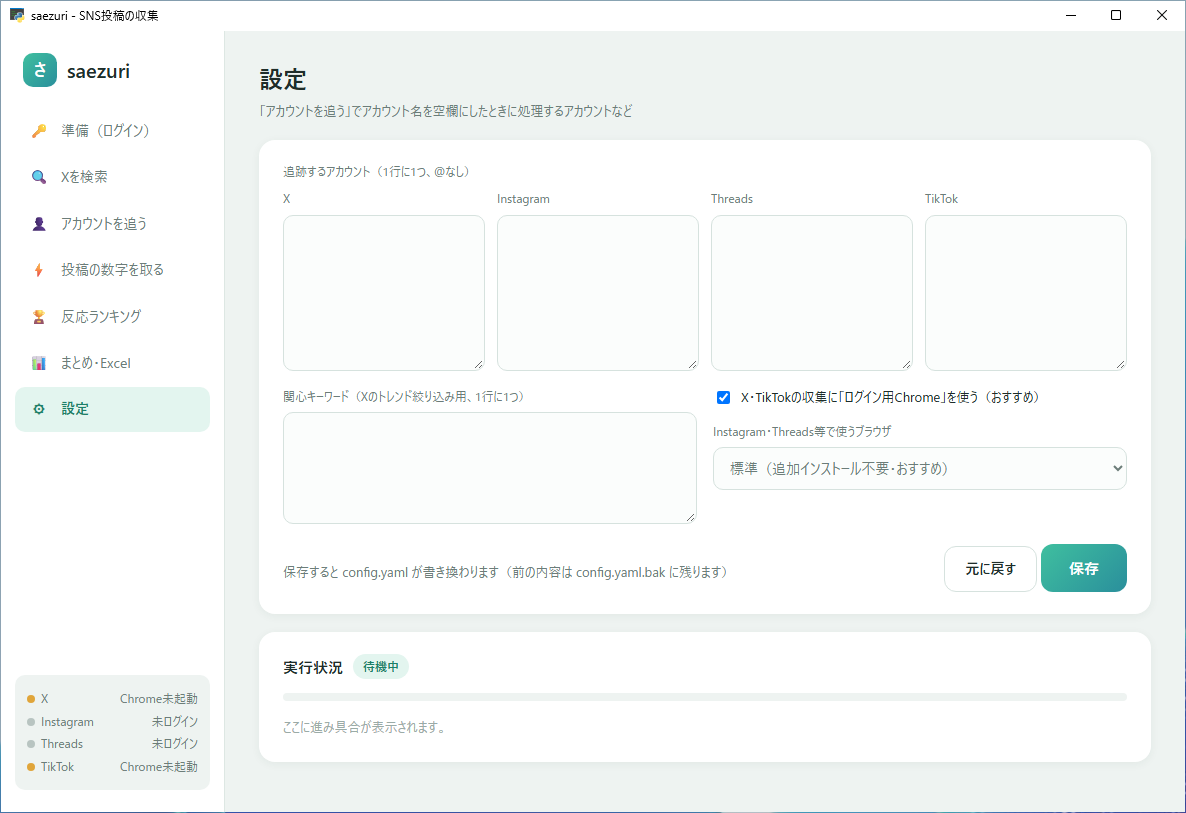 saezuri - SNS投稿の収集
さ saezuri
準備（ログイン）
Xを検索
アカウントを追う
投稿の数字を取る
反応ランキング
まとめ・Excel
設定
X Chrome未起動
Instagram 未ログイン
Threads 未ログイン
TikTok Chrome未起動
設定
「アカウントを追う」でアカウント名を空欄にしたときに処理するアカウントなど
追跡するアカウント（1行に1つ、@なし）
X Instagram Threads TikTok
関心キーワード（Xのトレンド絞り込み用、1行に1つ）
X・TikTokの収集に「ログイン用Chrome」を使う（おすすめ）
Instagram・Threads等で使うブラウザ
標準（追加インストール不要・おすすめ）
保存すると config.yaml が書き換わります（前の内容は config.yaml.bak に残ります）
元に戻す 保存
実行状況 待機中
ここに進み具合が表示されます。